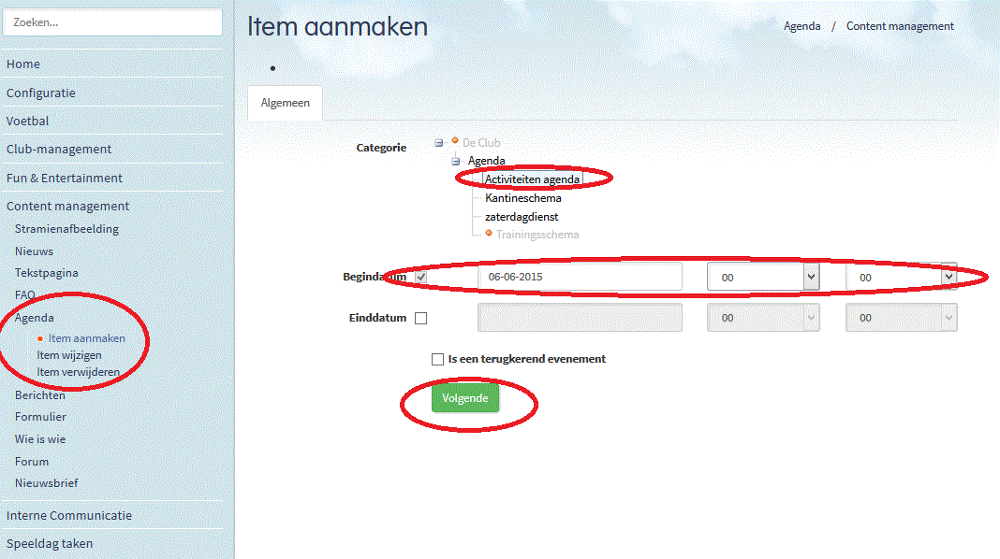 Zoeken...
Home
Configuratie
Voetbal
Club-management
Fun & Entertainment
Content management
Stramienafbeelding
Nieuws
Tekstpagina
FAQ
Agenda
Item aanmaken
Item wijzigen
Item verwijderen
Berichten
Formulier
Wie is wie
Forum
Nieuwsbrief
Interne Communicatie
Speeldag taken
Item aanmaken
Agenda / Content management
Algemeen
Categorie
De Club
Agenda
Activiteiten agenda
Kantineschema
zaterdagdienst
Trainingsschema
Begindatum 06-06-2015 00 00
Einddatum 00 00
Is een terugkerend evenement
Volgende